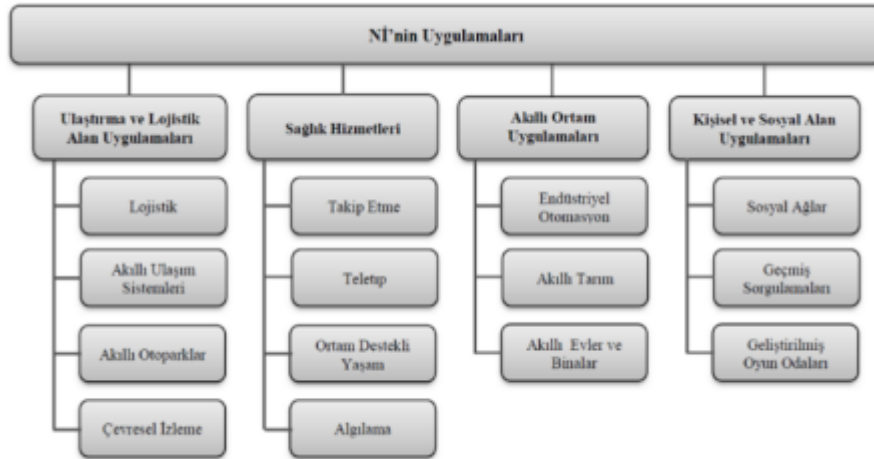 Nİ'nin Uygulamaları
Ulaştırma ve Lojistik
Alan Uygulamaları
Lojistik
Akıllı Ulaşım
Sistemleri
Akıllı Otoparklar
Çevresel İzleme
Sağlık Hizmetleri
Takip Etme
Teletıp
Ortam Destekli
Yaşam
Algılama
Akıllı Ortam
Uygulamaları
Endüstriyel
Otomasyon
Akıllı Tarım
Akıllı Evler ve
Binalar
Kişisel ve Sosyal Alan
Uygulamaları
Sosyal Ağlar
Geçmiş
Sorgulamaları
Geliştirilmiş
Oyun Odaları